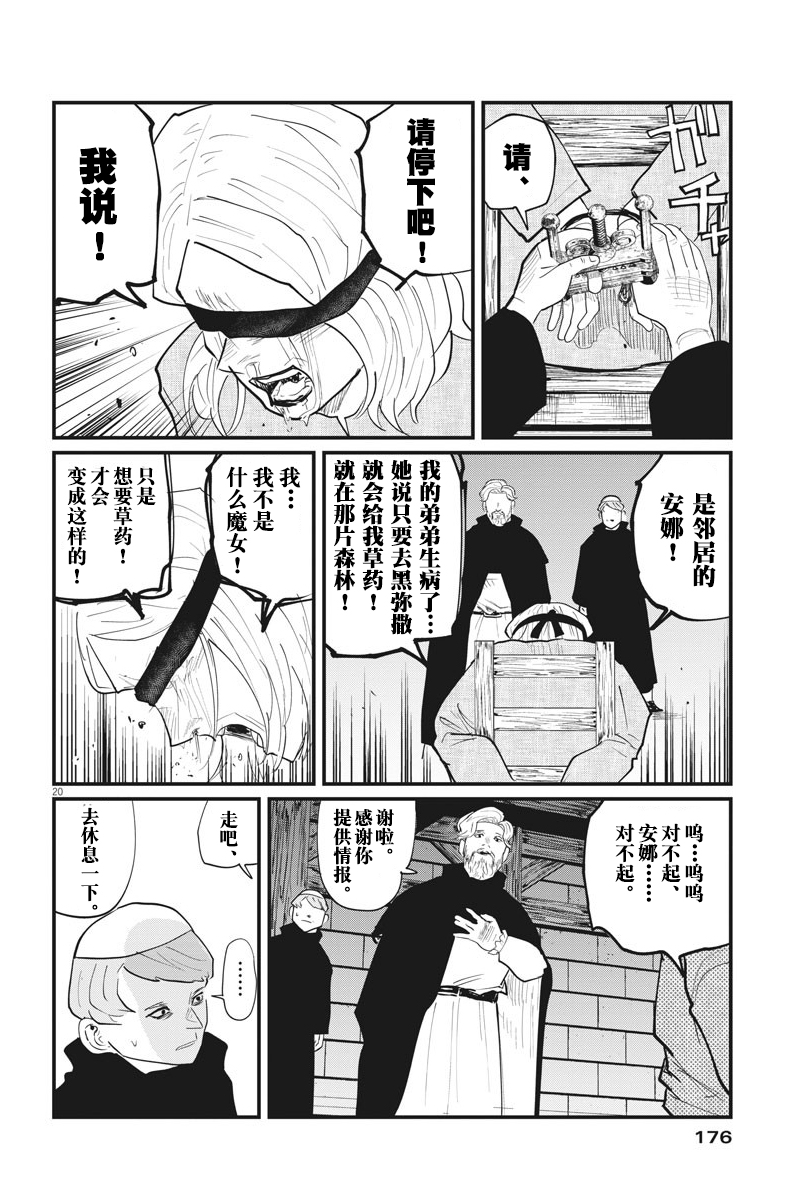 请、
ガチャ
请停下吧！
我说！
是邻居的
安娜！
我的弟弟生病了…
她说只要去黑弥撒
就会给我草药！
就在那片森林！
我…
我不是
什么魔女！
只是
想要草药！
才会
变成这样的！
呜…呜呜
对不起、
安娜……
对不起。
谢啦。
感谢你
提供情报。
走吧、
去休息一下。
……
20
176